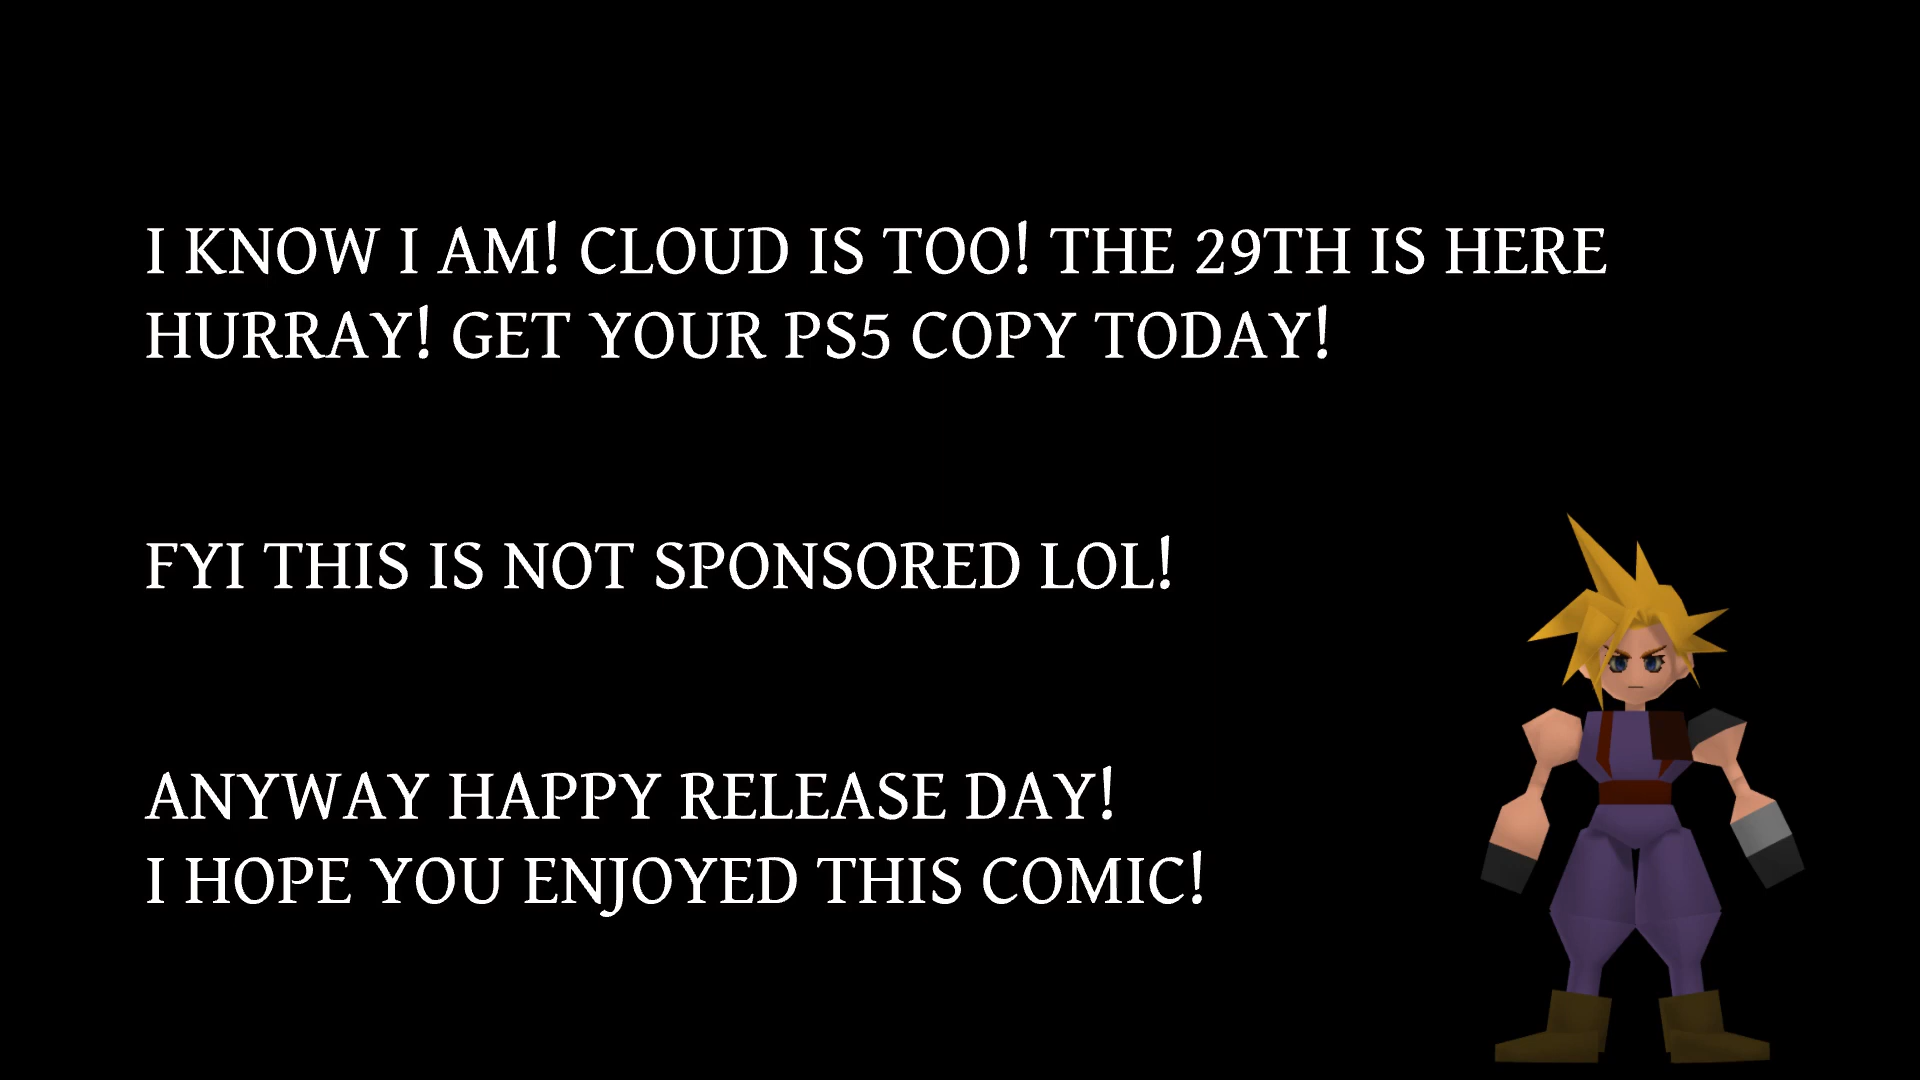 I KNOW I AM! CLOUD IS TOO! THE 29TH IS HERE
HURRAY! GET YOUR PS5 COPY TODAY!
FYI THIS IS NOT SPONSORED LOL!
ANYWAY HAPPY RELEASE DAY!
I HOPE YOU ENJOYED THIS COMIC!